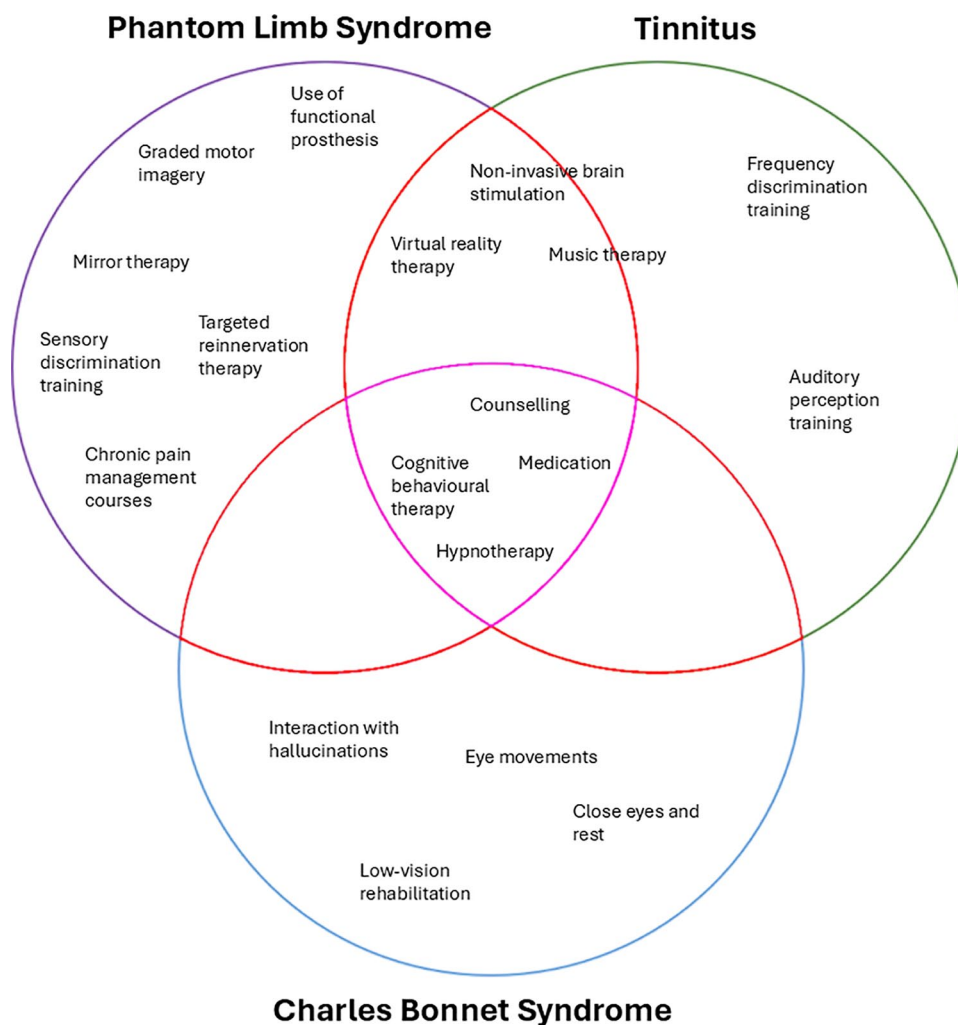 Phantom Limb Syndrome
Tinnitus
Use of
functional
prosthesis
Graded motor
imagery
Mirror therapy
Sensory
discrimination
training
Targeted
reinnervation
therapy
Chronic pain
management
courses
Non-invasive brain
stimulation
Virtual reality
therapy
Music therapy
Frequency
discrimination
training
Auditory
perception
training
Counselling
Cognitive
behavioural
therapy
Medication
Hypnotherapy
Interaction with
hallucinations
Eye movements
Close eyes and
rest
Low-vision
rehabilitation
Charles Bonnet Syndrome